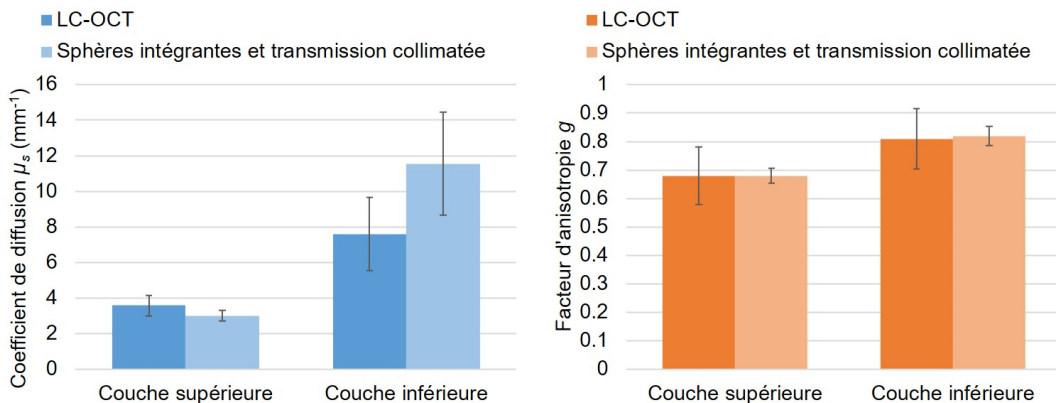 LC-OCT
Sphères intégrantes et transmission collimatée
Coefficient de diffusion μs (mm-1)
16
14
12
10
8
6
4
2
0
Couche supérieure
Couche inférieure
LC-OCT
Sphères intégrantes et transmission collimatée
Facteur d'anisotropie g
1
0.9
0.8
0.7
0.6
0.5
0.4
0.3
0.2
0.1
0
Couche supérieure
Couche inférieure